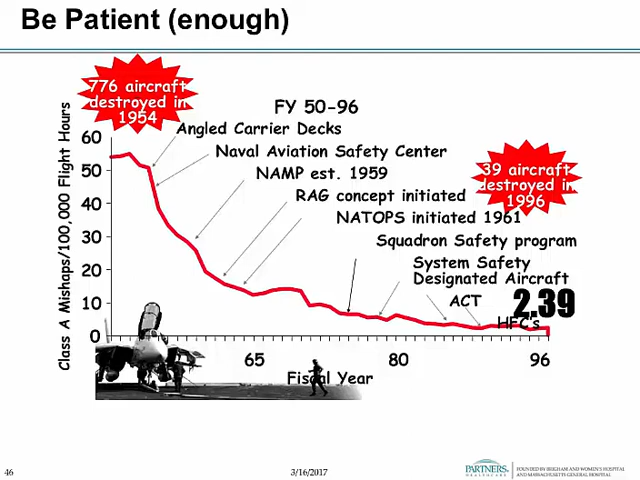 Be Patient (enough)
776 aircraft
destroyed in
1954
FY 50-96
Angled Carrier Decks
Naval Aviation Safety Center
NAMP est. 1959
RAG concept initiated
NATOPS initiated 1961
Squadron Safety program
System Safety
Designated Aircraft
ACT
HFC's
39 aircraft
destroyed in
1996
2.39
Class A Mishaps/100,000 Flight Hours
60
50
40
30
20
10
0
65
80
96
Fiscal Year
46
3/16/2017
PARTNERS
HEALTHCARE
FOUNDED BY BRIGHAM AND WOMEN'S HOSPITAL
AND MASSACHUSETTS GENERAL HOSPITAL